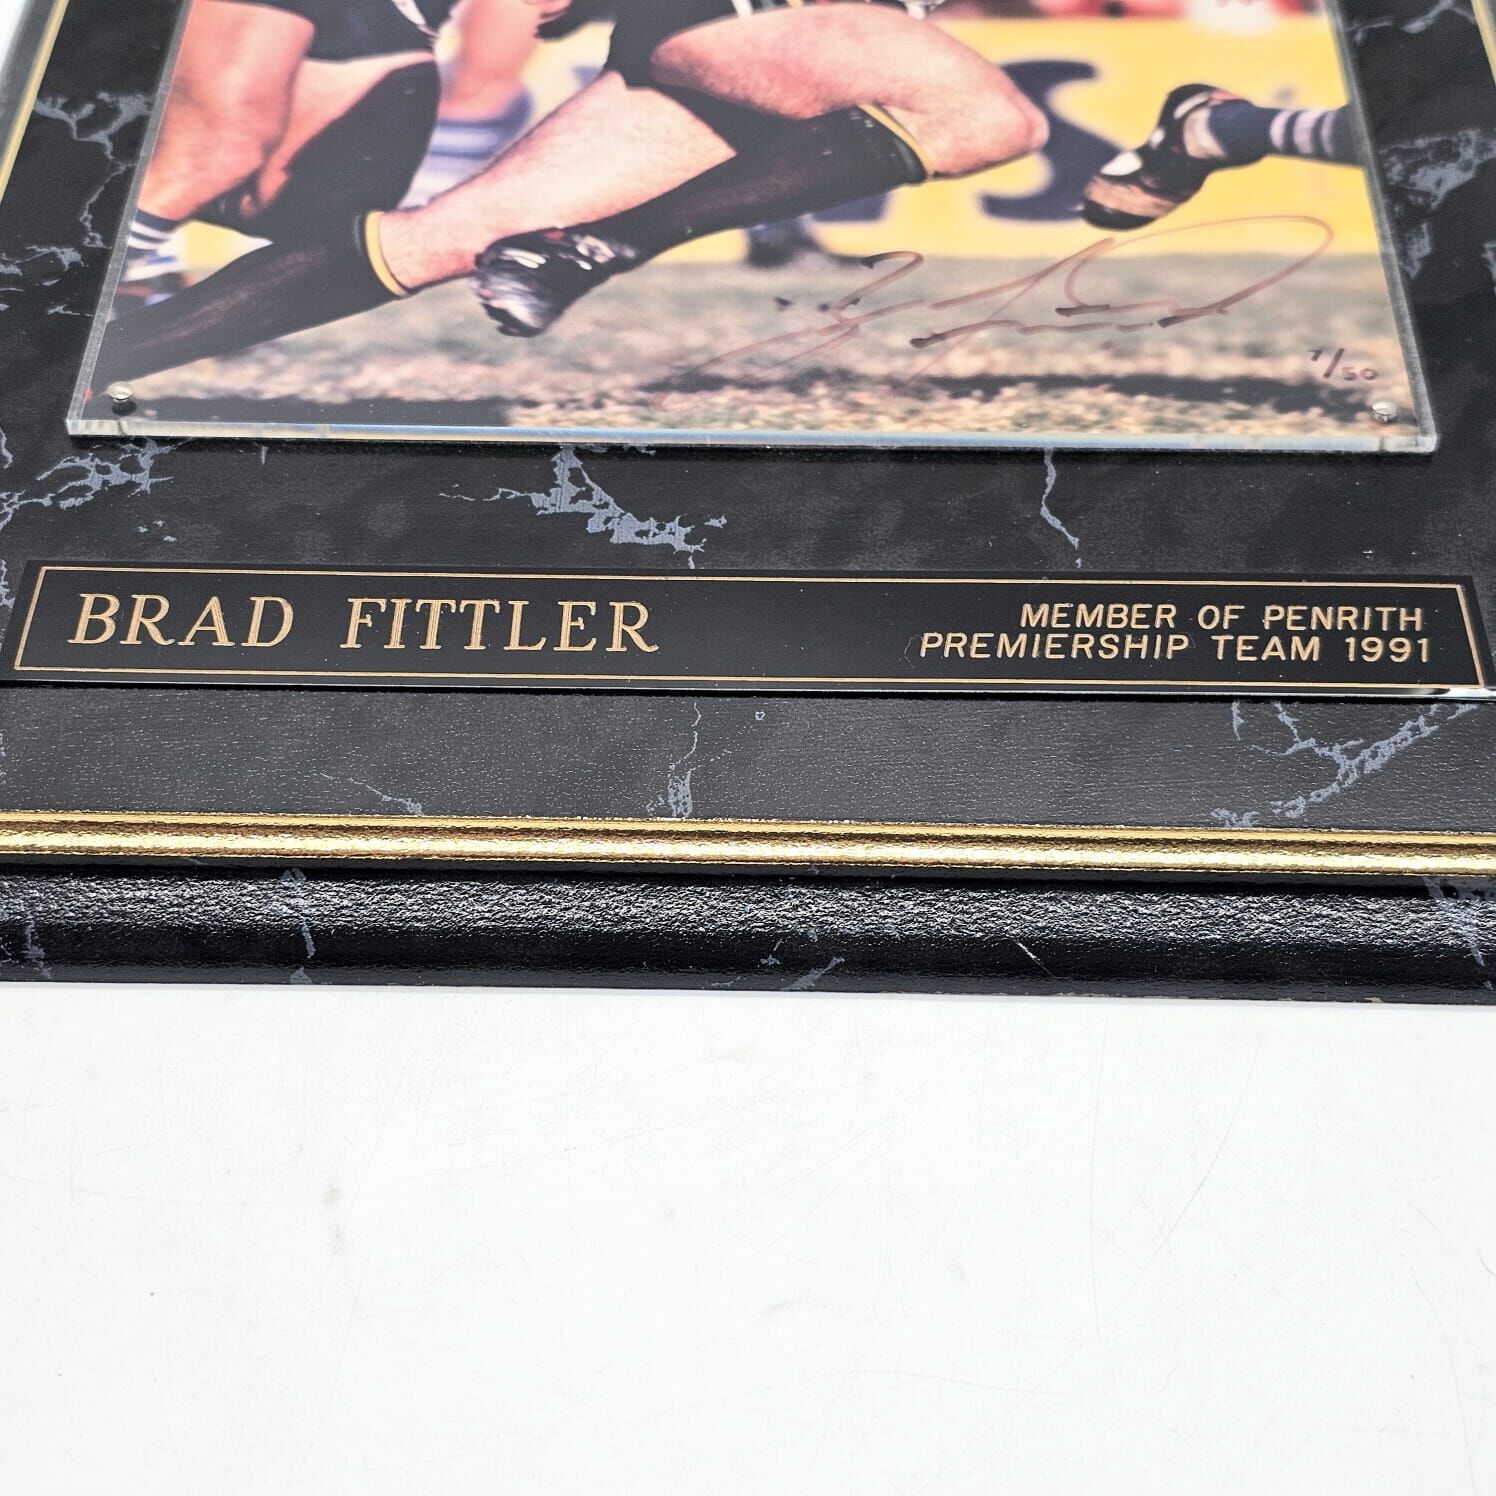 7/50
BRAD FITTLER
MEMBER OF PENRITH
PREMIERSHIP TEAM 1991